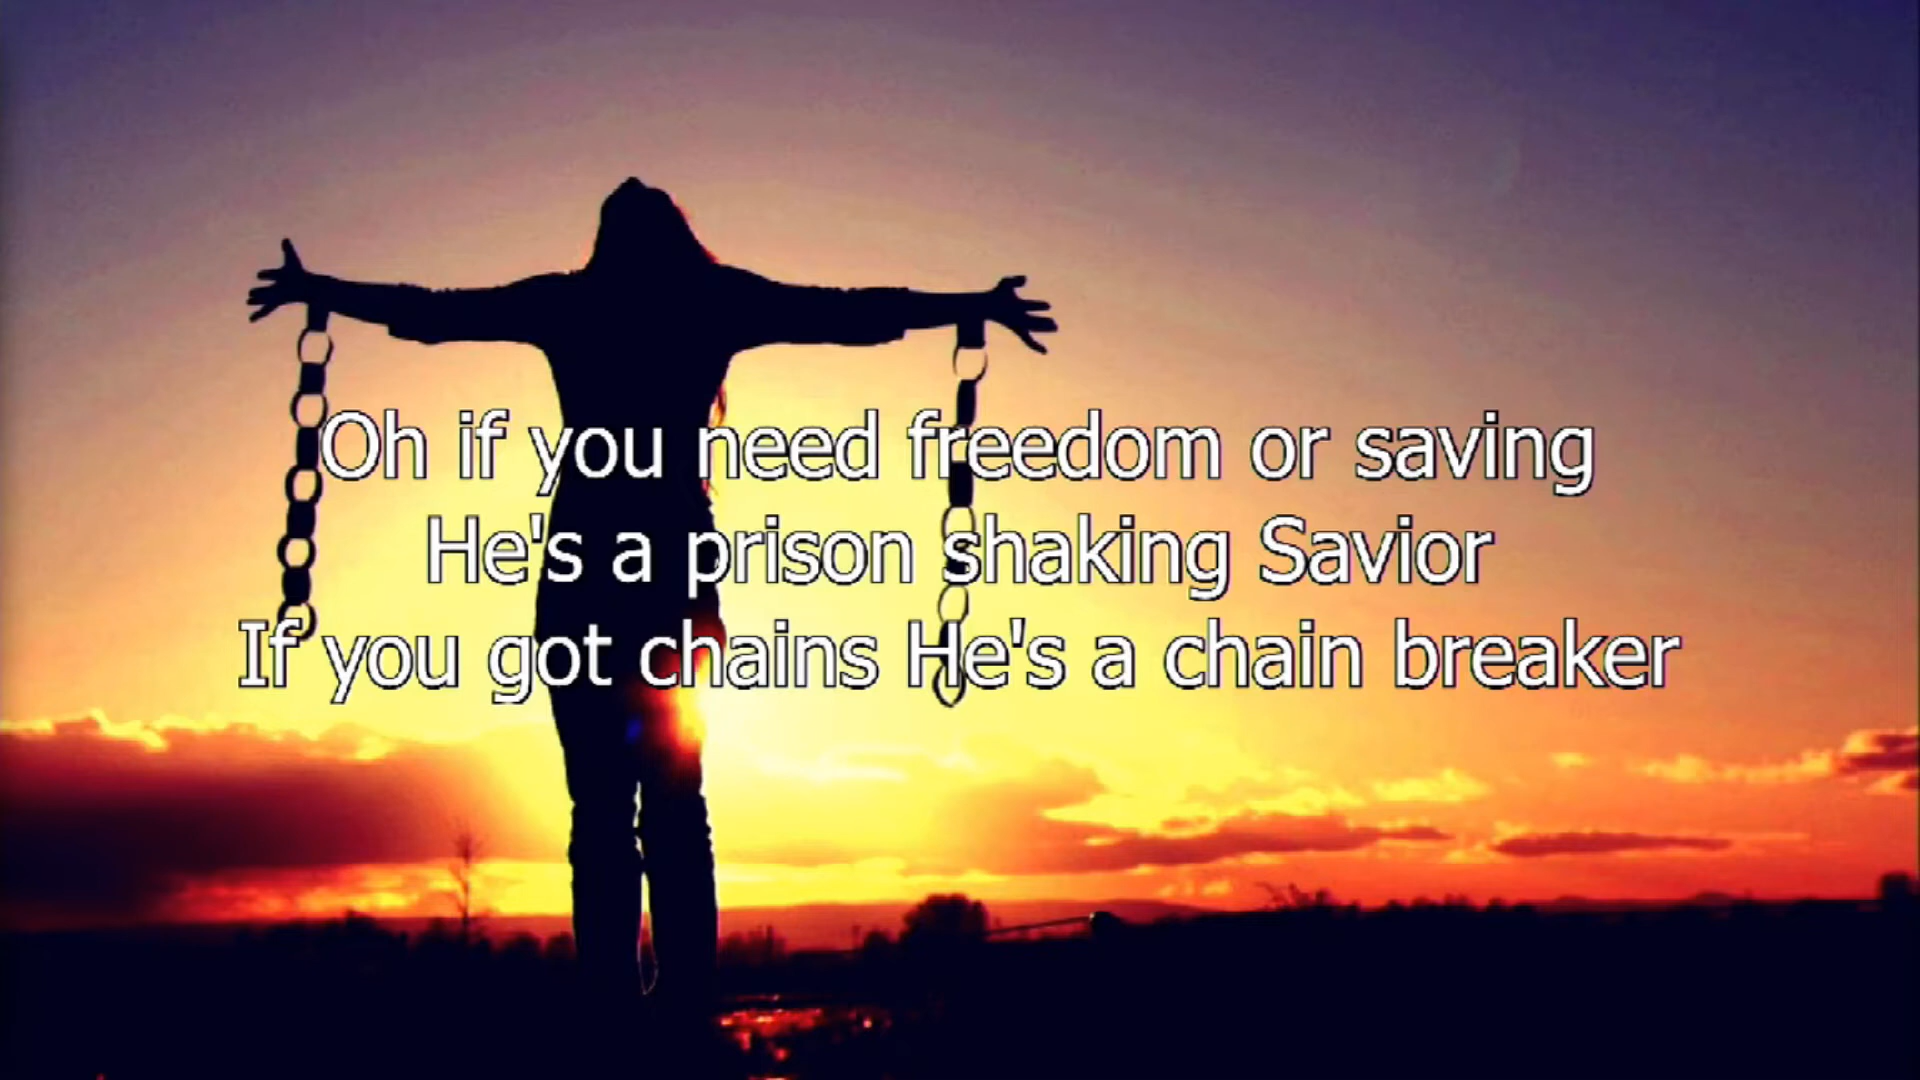 Oh if you need freedom or saving
He's a prison shaking Savior
If you got chains He's a chain breaker